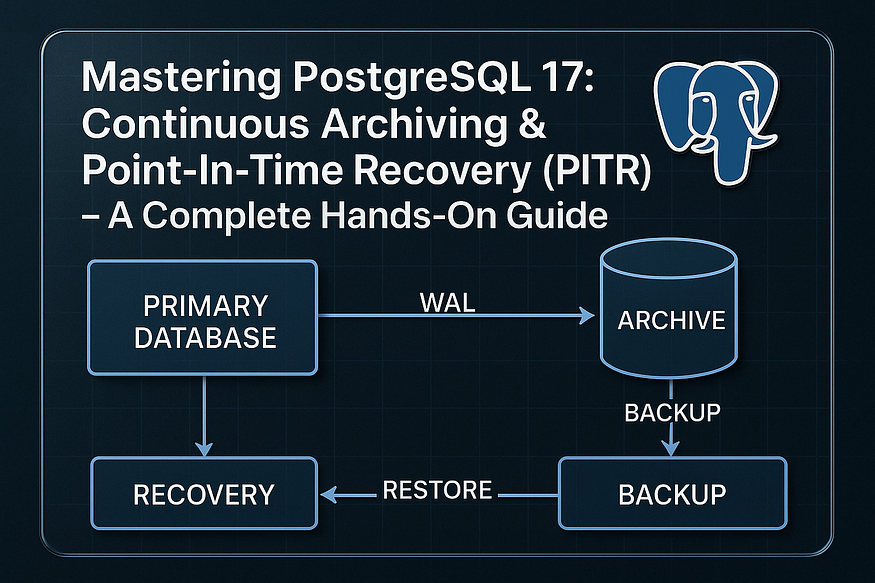 Mastering PostgreSQL 17:
Continuous Archiving &
Point-In-Time Recovery (PITR)
– A Complete Hands-On Guide
PRIMARY
DATABASE
WAL
ARCHIVE
BACKUP
RECOVERY
RESTORE
BACKUP